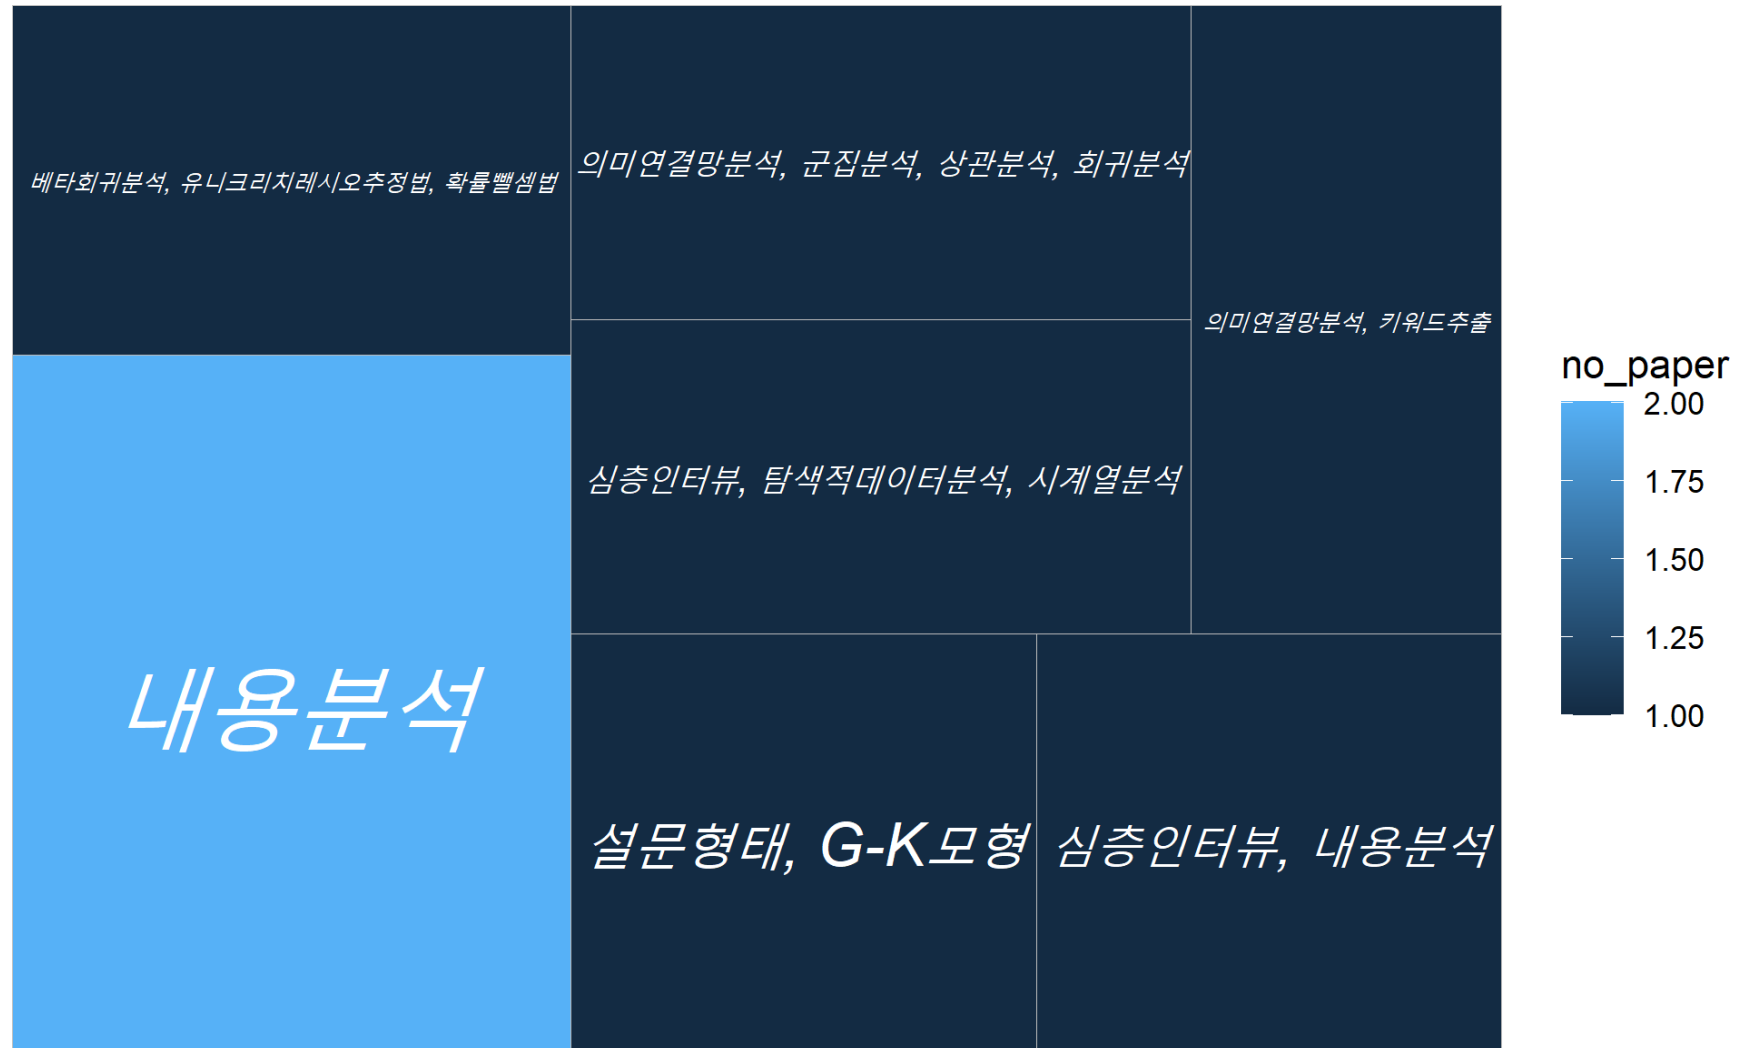 베타회귀분석, 유니크리치레시오추정법, 확률뺄셈법
의미연결망분석, 군집분석, 상관분석, 회귀분석
의미연결망분석, 키워드추출
심층인터뷰, 탐색적데이터분석, 시계열분석
내용분석
설문형태, G-K모형
심층인터뷰, 내용분석
no_paper
2.00
1.75
1.50
1.25
1.00